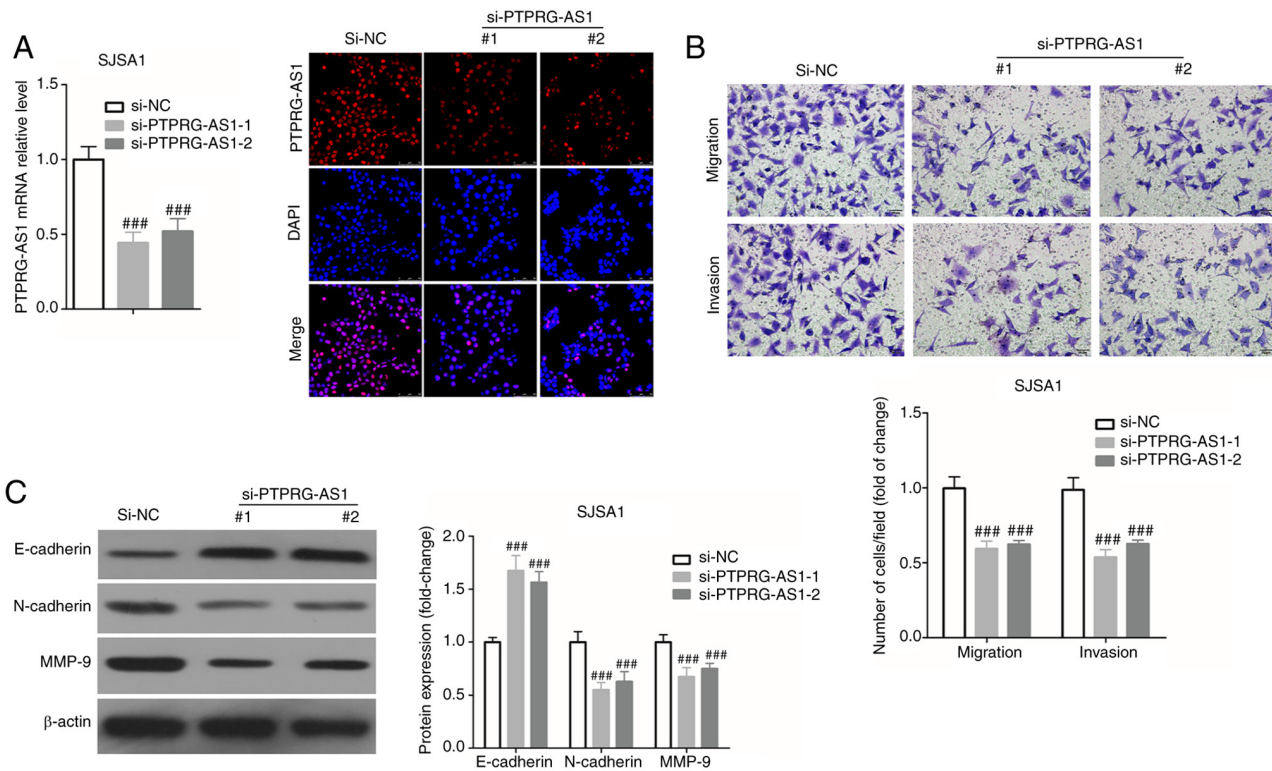 A
SJSA1
PTPRG-AS1 mRNA relative level
1.5
1.0
0.5
0.0
si-NC
si-PTPRG-AS1-1
si-PTPRG-AS1-2
###
###
si-PTPRG-AS1
Si-NC
#1
#2
PTPRG-AS1
DAPI
Merge
B
si-PTPRG-AS1
Si-NC
#1
#2
Migration
Invasion
SJSA1
Number of cells/field (fold of change)
1.5
1.0
0.5
0.0
si-NC
si-PTPRG-AS1-1
si-PTPRG-AS1-2
### ###
### ###
Migration
Invasion
C
si-PTPRG-AS1
Si-NC
#1
#2
E-cadherin
N-cadherin
MMP-9
β-actin
SJSA1
Protein expression (fold-change)
2.0
1.5
1.0
0.5
0.0
si-NC
si-PTPRG-AS1-1
si-PTPRG-AS1-2
###
###
###
###
###
###
E-cadherin
N-cadherin
MMP-9